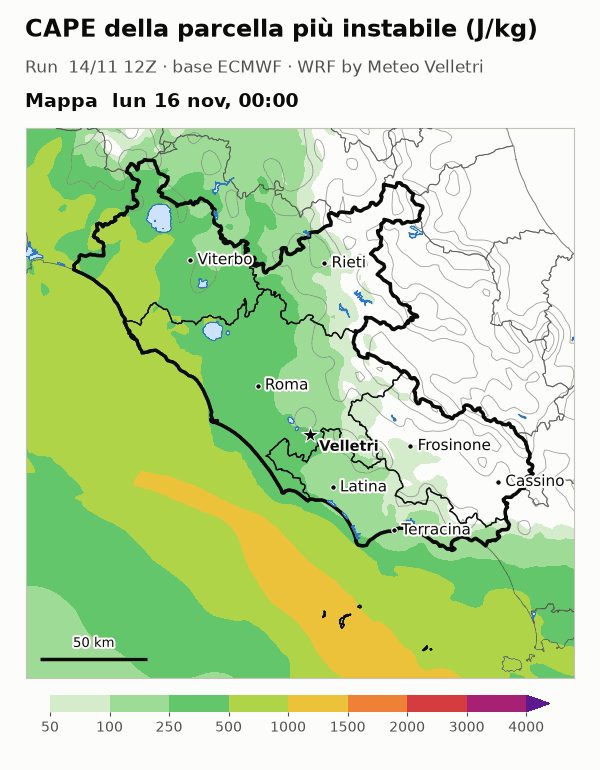 CAPE della parcella più instabile (J/kg)
Run  14/11 12Z · base ECMWF · WRF by Meteo Velletri
Mappa  lun 16 nov, 00:00
Viterbo
Rieti
Roma
Velletri
Frosinone
Cassino
Latina
Terracina
50 km
50 100 250 500 1000 1500 2000 3000 4000